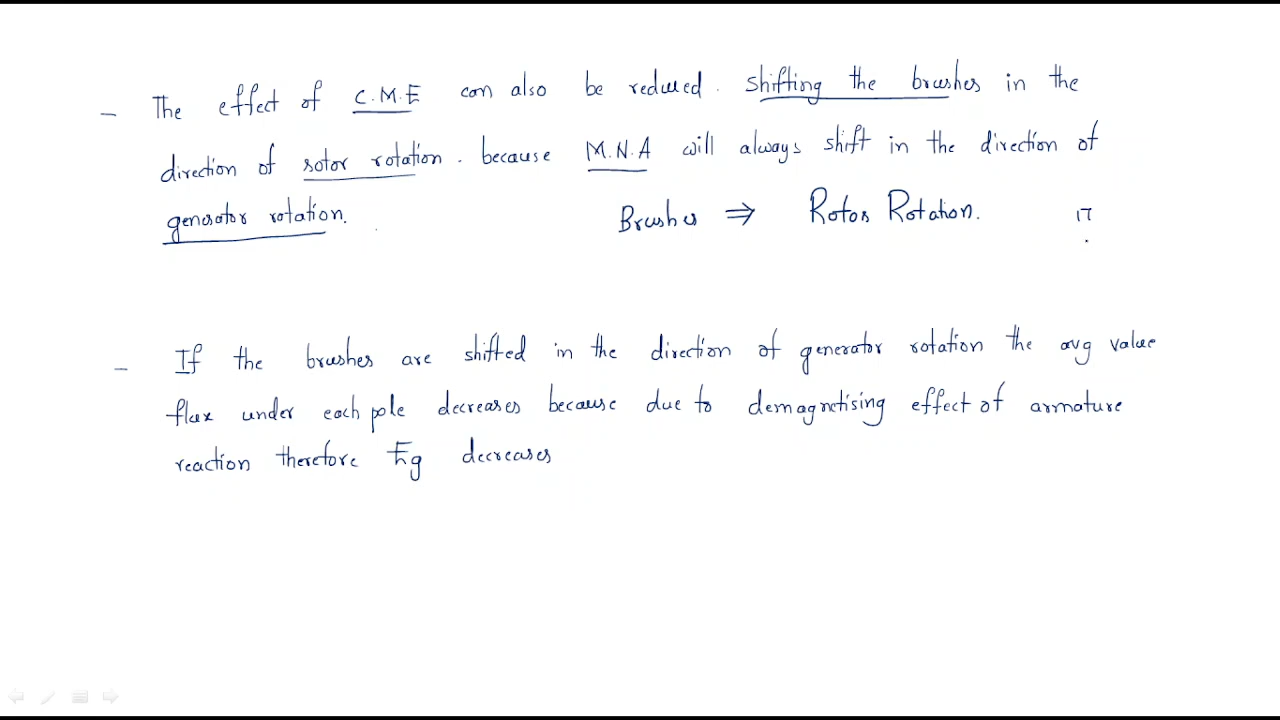 - The effect of C.M.E can also be reduced. shifting the brushes in the
direction of rotor rotation. because M.N.A will always shift in the direction of
generator rotation.
Brushes ⇒ Rotor Rotation.
- If the brushes are shifted in the direction of generator rotation the avg value
flux under each pole decreases because due to demagnetising effect of armature
reaction therefore Eg decreases